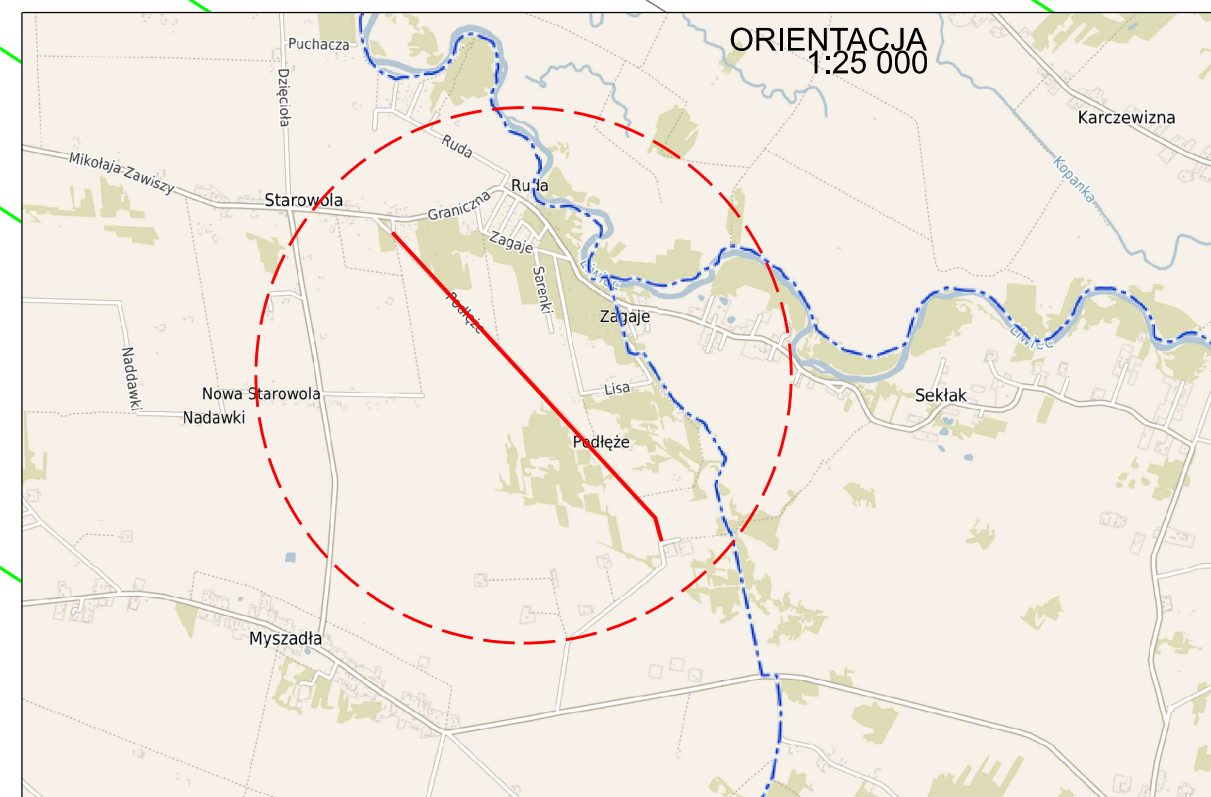 ORIENTACJA
1:25 000
Puchacza
Dzięcioła
Karczewizna
Ruda
Mikołaja Zawiszy
Kopanka
Starowola
Ruda
Graniczna
Zagaje
Sarenki
Liwiec
Podłęże
Zagaje
Liwiec
Naddawki
Lisa
Nowa Starowola
Sekłak
Nadawki
Podłęże
Myszadła